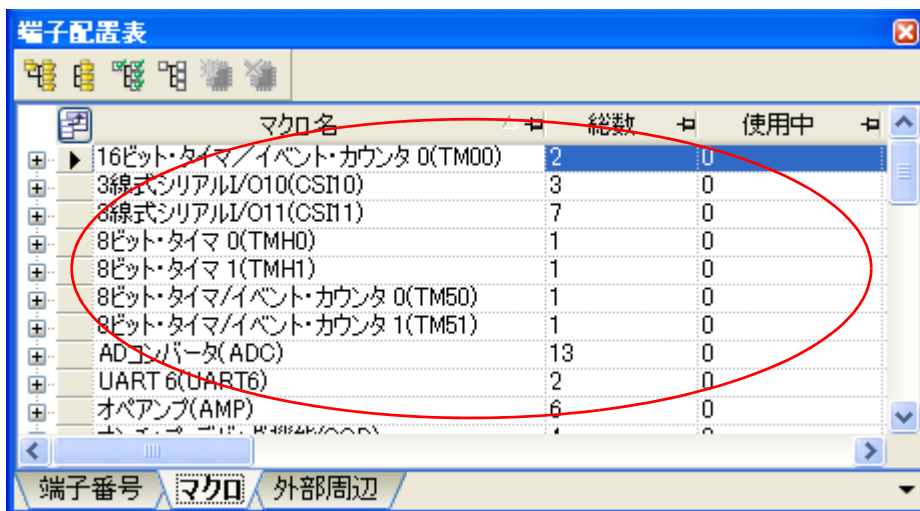 端子配置表
マクロ名 総数 使用中
16ビット・タイマ/イベント・カウンタ 0(TM00) 2 0
3線式シリアルI/O10(CSI10) 3 0
3線式シリアルI/O11(CSI11) 7 0
8ビット・タイマ 0(TMH0) 1 0
8ビット・タイマ 1(TMH1) 1 0
8ビット・タイマ/イベント・カウンタ 0(TM50) 1 0
8ビット・タイマ/イベント・カウンタ 1(TM51) 1 0
ADコンバータ(ADC) 13 0
UART 6(UART6) 2 0
オペアンプ(AMP) 6 0
端子番号 マクロ 外部周辺